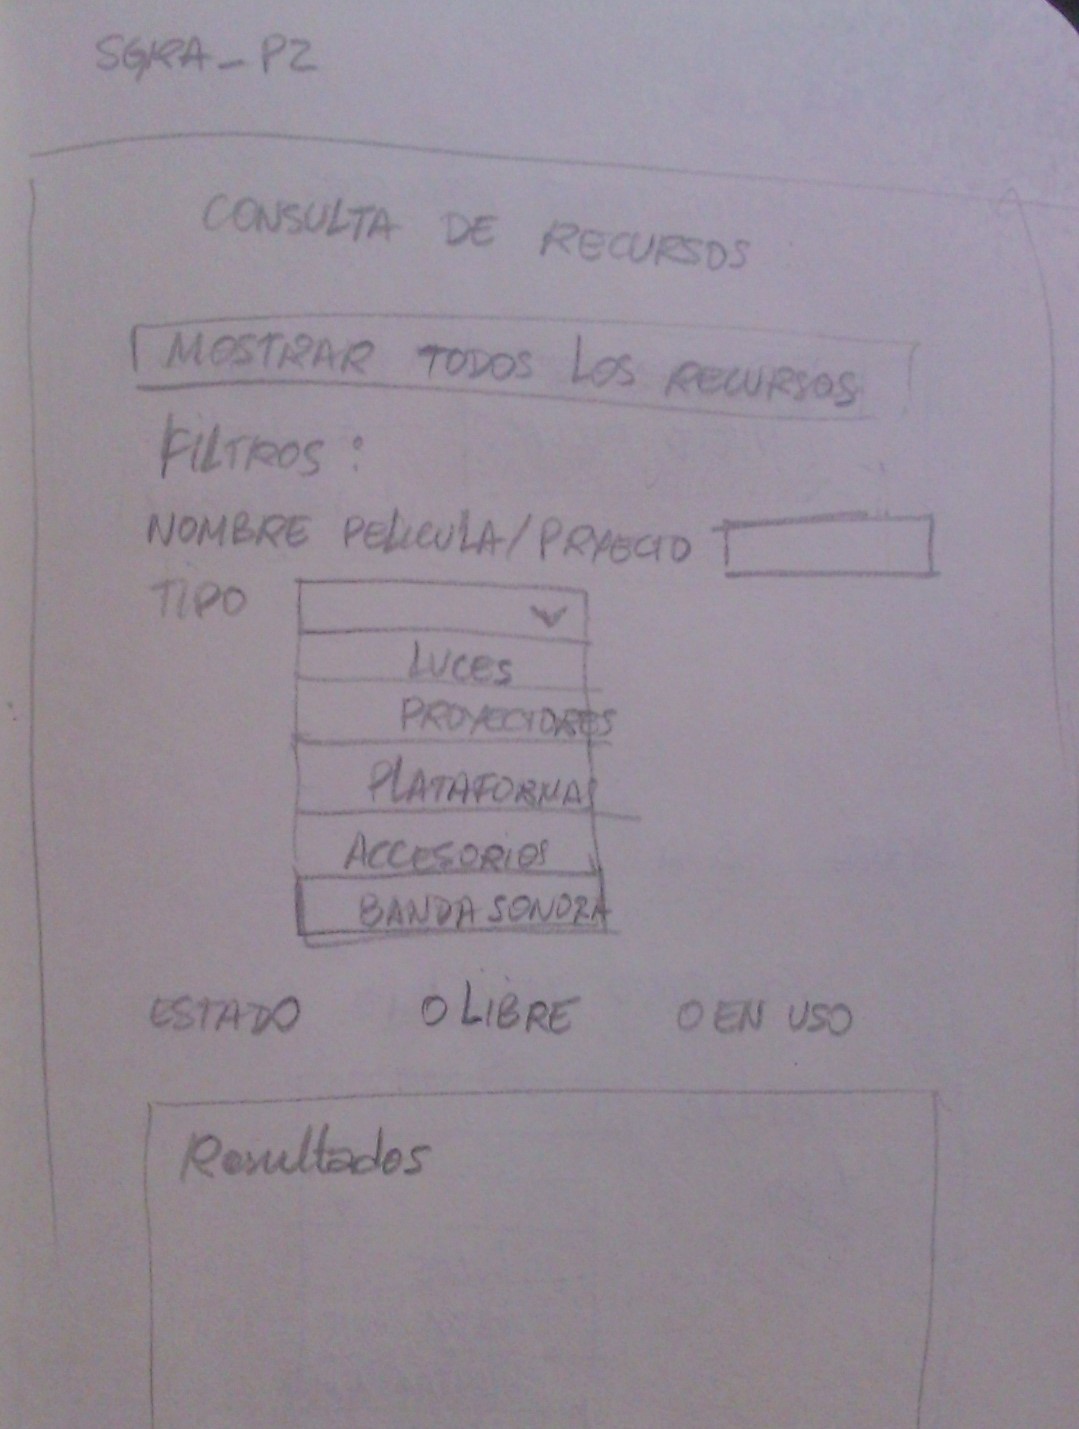 SGRA_P2
CONSULTA DE RECURSOS
MOSTRAR TODOS LOS RECURSOS
FILTROS :
NOMBRE PELICULA/PRYECTO
TIPO
LUCES
PROYECTORES
PLATAFORMAS
ACCESORIOS
BANDA SONORA
ESTADO O LIBRE O EN USO
Resultados